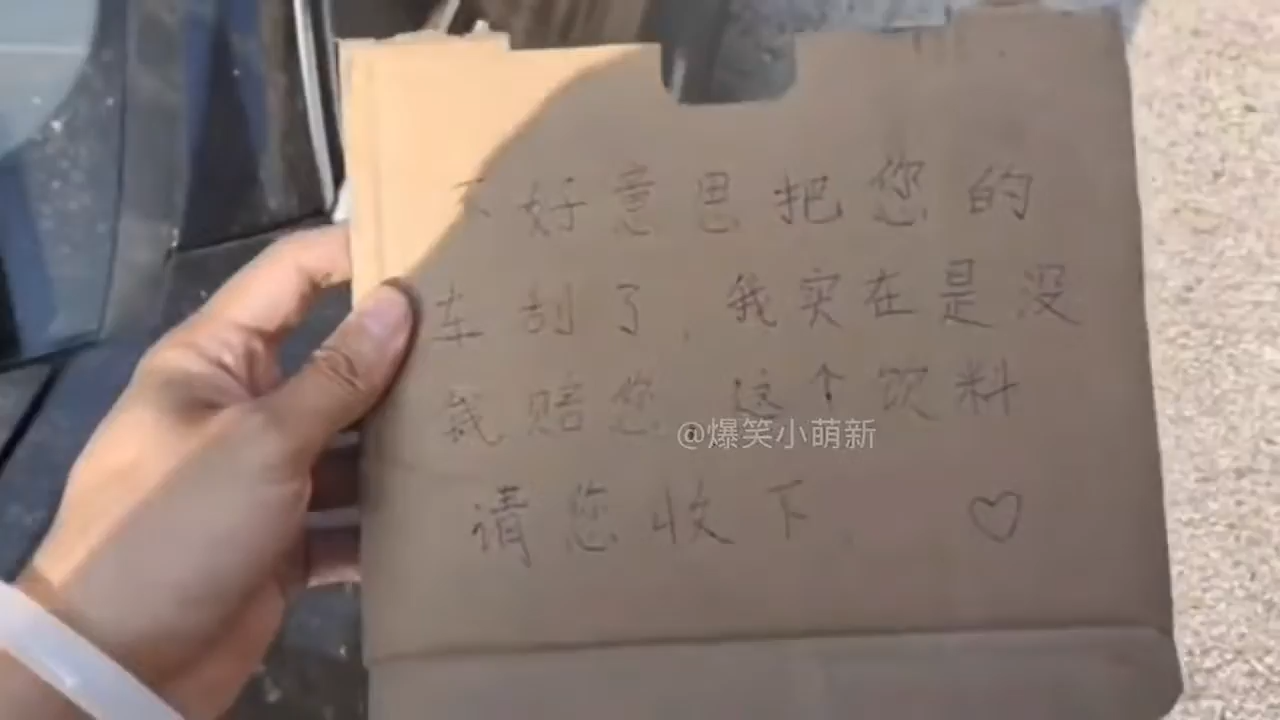 不好意思把您的
车刮了,我实在是没
钱赔您,这个饮料
@爆笑小萌新
请您收下。